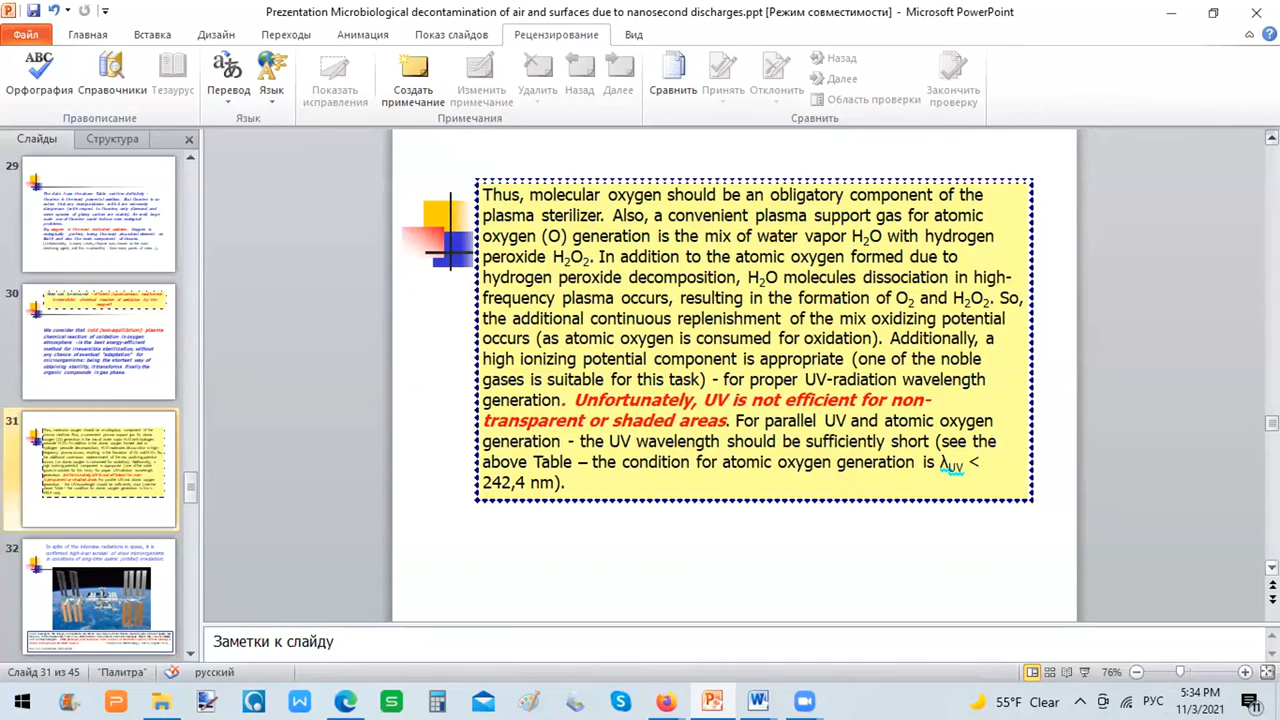 Prezentation Microbiological decontamination of air and surfaces due to nanosecond discharges.ppt [Режим совместимости] – Microsoft PowerPoint
Файл Главная Вставка Дизайн Переходы Анимация Показ слайдов Рецензирование Вид
ABC
Орфография Справочники Тезаурус
Правописание
Перевод Язык
Язык
Показать исправления
Создать примечание
Изменить примечание
Удалить Назад Далее
Примечания
Сравнить Принять Отклонить
Назад
Далее
Область проверки
Сравнить
Закончить проверку
Слайды Структура
29
30
31
32
Thus, molecular oxygen should be an obligatory component of the
plasma sterilizer. Also, a convenient plasma support gas for atomic
oxygen (O) generation is the mix of water vapor H2O with hydrogen
peroxide H2O2. In addition to the atomic oxygen formed due to
hydrogen peroxide decomposition, H2O molecules dissociation in high-
frequency plasma occurs, resulting in the formation of O2 and H2O2. So,
the additional continuous replenishment of the mix oxidizing potential
occurs (as atomic oxygen is consumed for oxidation). Additionally, a
high ionizing potential component is appropriate (one of the noble
gases is suitable for this task) - for proper UV-radiation wavelength
generation. Unfortunately, UV is not efficient for non-
transparent or shaded areas. For parallel UV and atomic oxygen
generation - the UV wavelength should be sufficiently short (see the
above Table – the condition for atomic oxygen generation is λUV ~
242.4 nm).
Заметки к слайду
Слайд 31 из 45 "Палитра" русский 76%
55°F Clear РУС 5:34 PM
11/3/2021